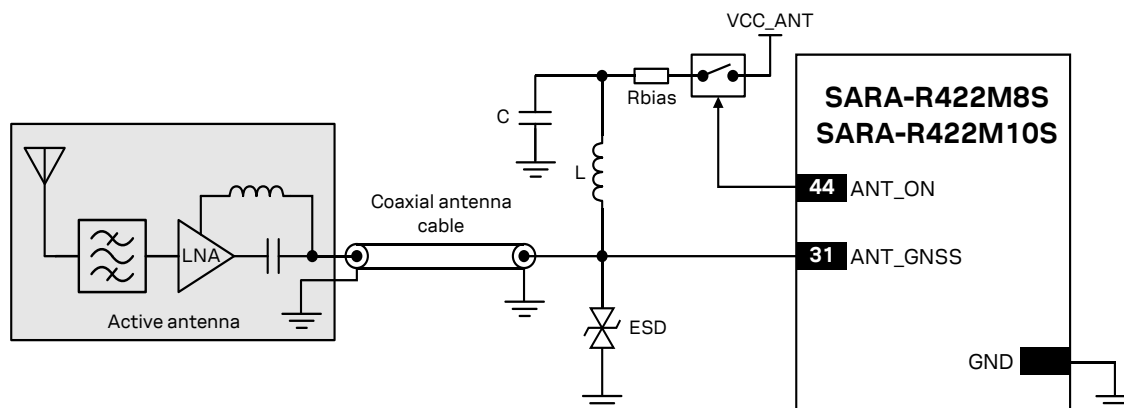 VCC_ANT
Rbias
C
L
SARA-R422M8S
SARA-R422M10S
44 ANT_ON
Coaxial antenna
cable
LNA
31 ANT_GNSS
Active antenna
ESD
GND